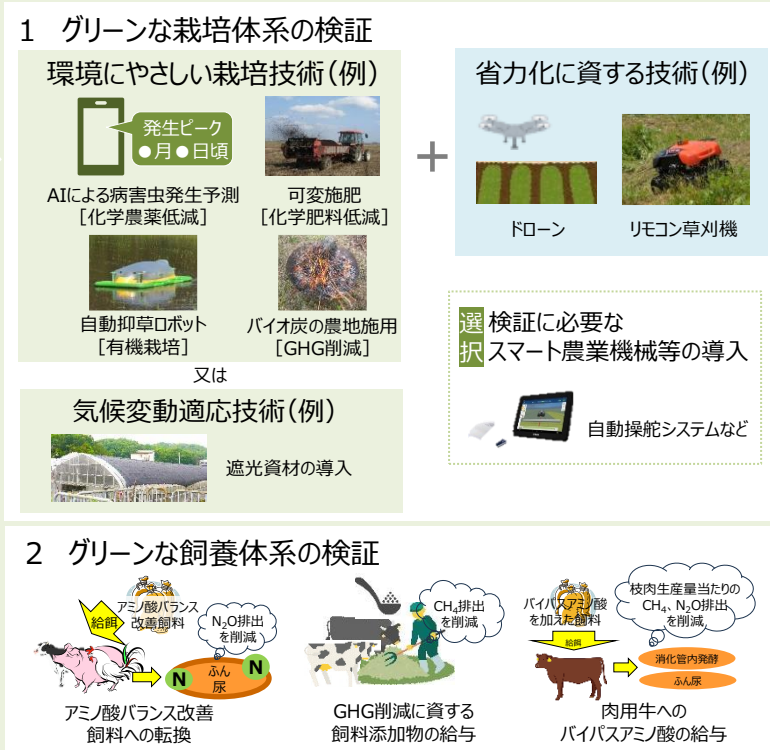 1 グリーンな栽培体系の検証
環境にやさしい栽培技術(例)
発生ピーク
●月●日頃
AIによる病害虫発生予測
[化学農薬低減]
可変施肥
[化学肥料低減]
自動抑草ロボット
[有機栽培]
バイオ炭の農地施用
[GHG削減]
又は
気候変動適応技術(例)
遮光資材の導入
+
省力化に資する技術(例)
ドローン
リモコン草刈機
選択
検証に必要な
スマート農業機械等の導入
自動操舵システムなど
2 グリーンな飼養体系の検証
アミノ酸バランス
改善飼料
給餌
N₂O排出
を削減
N
ふん
尿
N
アミノ酸バランス改善
飼料への転換
CH₄排出
を削減
GHG削減に資する
飼料添加物の給与
バイパスアミノ酸
を加えた飼料
給餌
枝肉生産量当たりの
CH₄、N₂O排出
を削減
消化管内発酵
ふん尿
肉用牛への
バイパスアミノ酸の給与